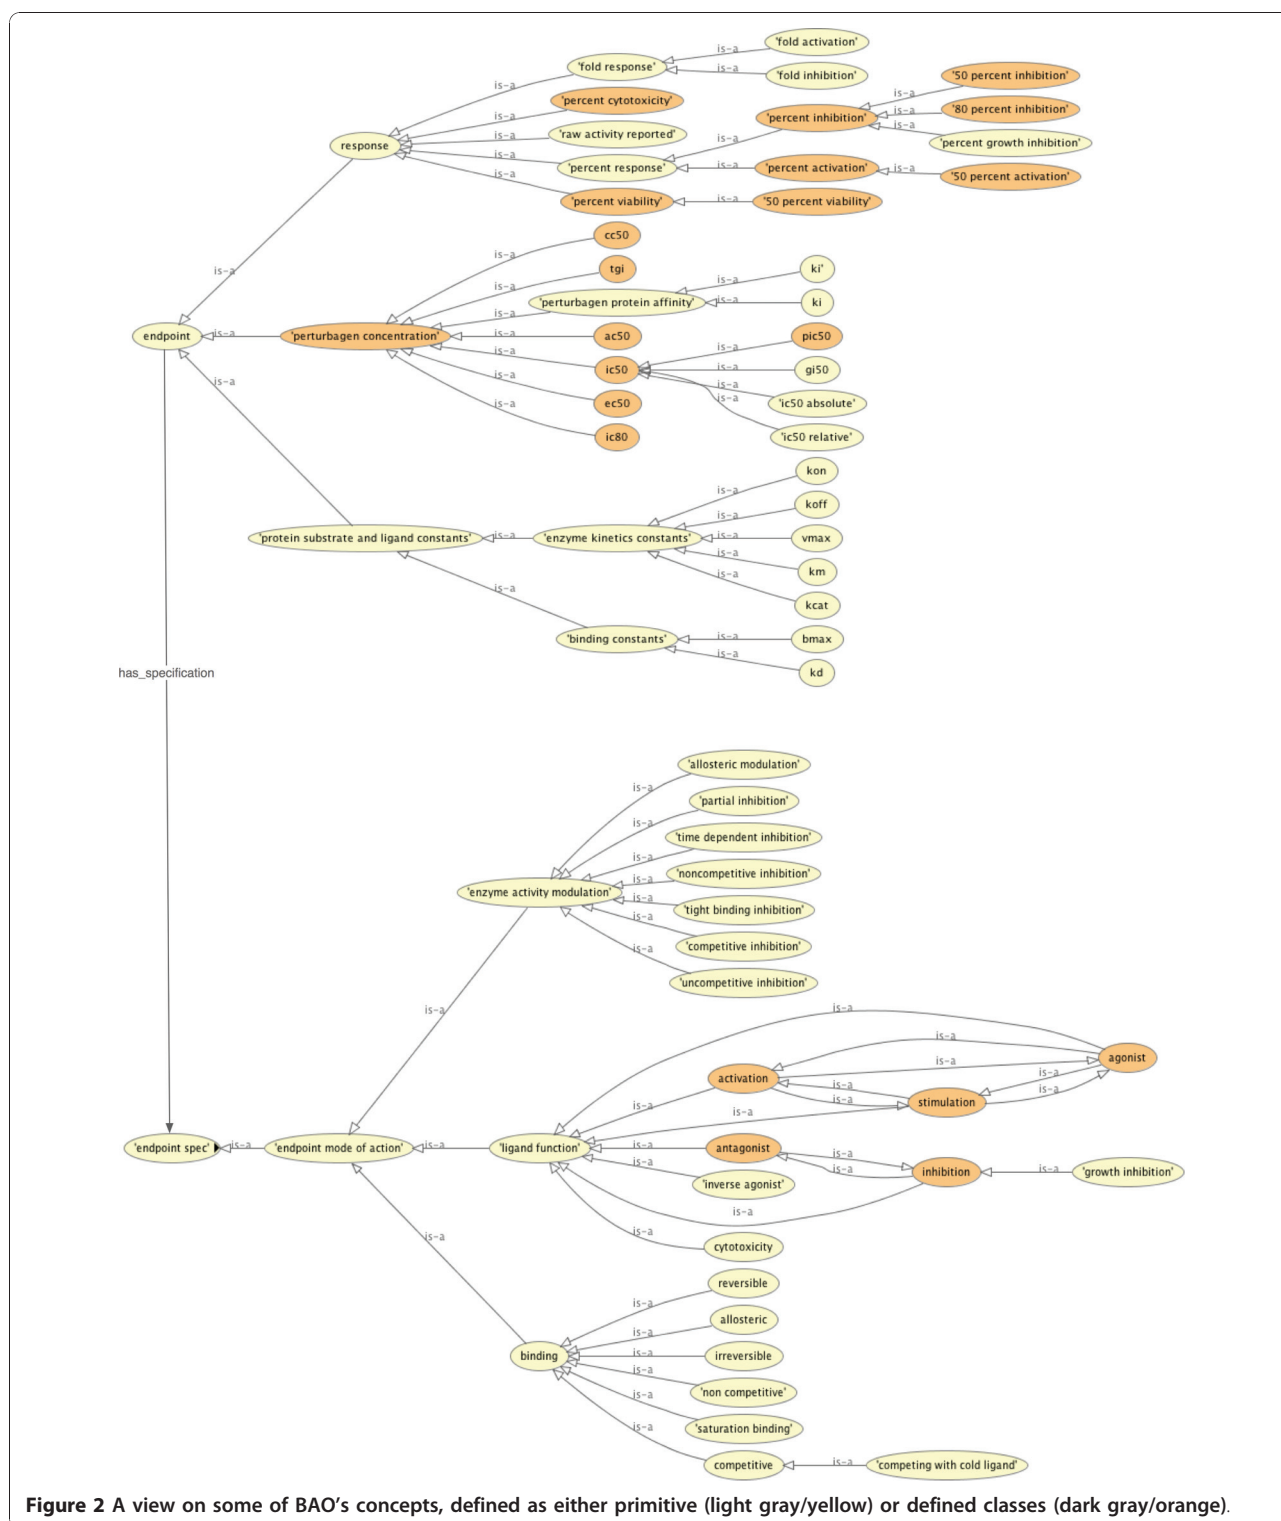 'fold activation'
is-a
'fold response'
is-a
'fold inhibition'
'50 percent inhibition'
is-a
'percent cytotoxicity'
is-a
is-a
'percent inhibition'
is-a
'80 percent inhibition'
is-a
'raw activity reported'
is-a
response
is-a
'percent growth inhibition'
is-a
'percent response'
is-a
'percent activation'
is-a
'50 percent activation'
is-a
'percent viability'
is-a
'50 percent viability'
cc50
is-a
tgi
is-a
ki'
is-a
is-a
'perturbagen protein affinity'
is-a
ki
is-a
endpoint
is-a
'perturbagen concentration'
is-a
ac50
pic50
is-a
is-a
ic50
is-a
gi50
is-a
is-a
is-a
ec50
'ic50 absolute'
is-a
is-a
ic80
'ic50 relative'
kon
is-a
koff
is-a
'protein substrate and ligand constants'
is-a
'enzyme kinetics constants'
is-a
vmax
is-a
km
is-a
is-a
kcat
'binding constants'
is-a
bmax
is-a
kd
has_specification
'allosteric modulation'
is-a
'partial inhibition'
is-a
'time dependent inhibition'
is-a
'noncompetitive inhibition'
is-a
'enzyme activity modulation'
is-a
'tight binding inhibition'
is-a
'competitive inhibition'
is-a
'uncompetitive inhibition'
is-a
is-a
is-a
is-a
agonist
is-a
activation
is-a
is-a
is-a
is-a
stimulation
is-a
is-a
'endpoint spec'
is-a
'endpoint mode of action'
is-a
'ligand function'
is-a
antagonist
is-a
is-a
is-a
inhibition
is-a
'growth inhibition'
'inverse agonist'
is-a
is-a
is-a
cytotoxicity
reversible
is-a
allosteric
is-a
binding
is-a
irreversible
is-a
'non competitive'
is-a
'saturation binding'
is-a
competitive
is-a
'competing with cold ligand'
Figure 2 A view on some of BAO's concepts, defined as either primitive (light gray/yellow) or defined classes (dark gray/orange).